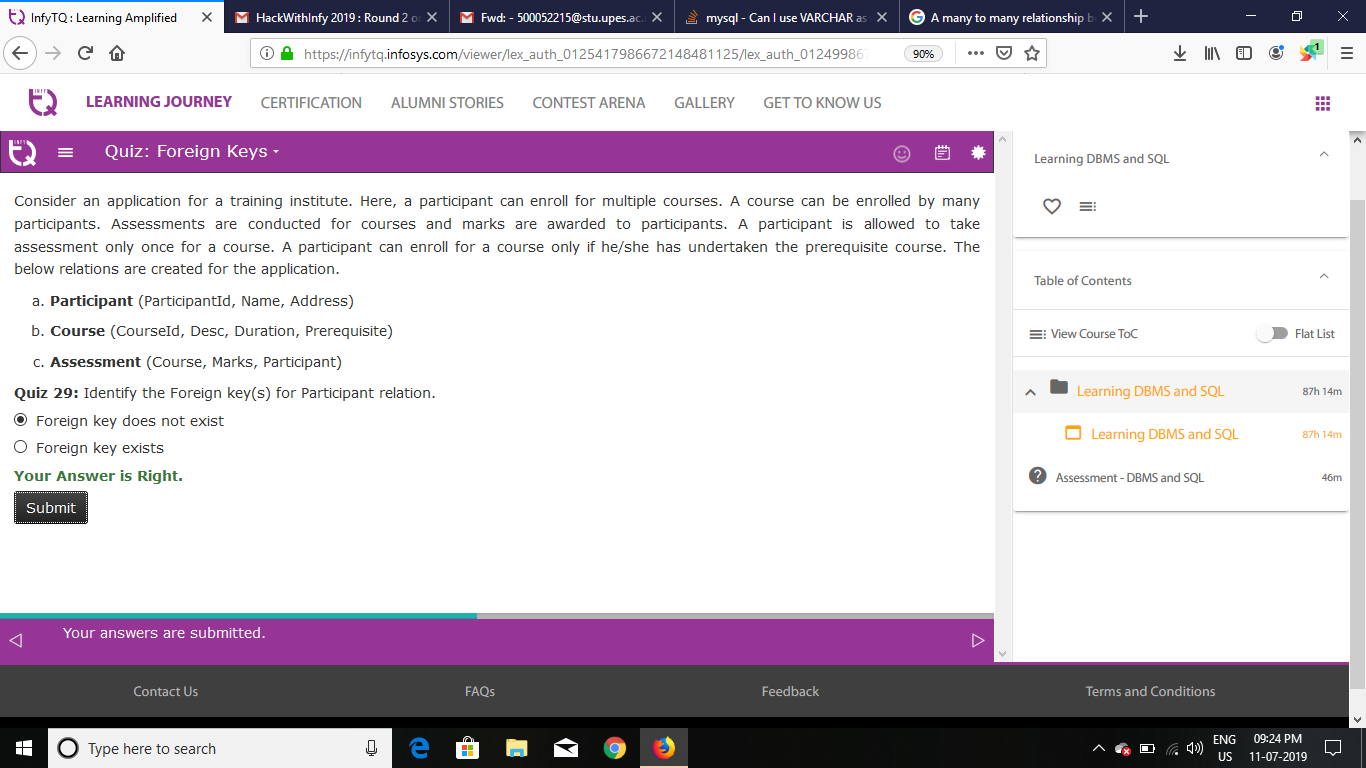 InfyTQ : Learning Amplified
HackWithInfy 2019 : Round 2 o
Fwd: - 500052215@stu.upes.ac.
mysql - Can I use VARCHAR as
A many to many relationship b
https://infytq.infosys.com/viewer/lex_auth_0125417986672148481125/lex_auth_01249986
90%
1
INFY
TQ
LEARNING JOURNEY
CERTIFICATION
ALUMNI STORIES
CONTEST ARENA
GALLERY
GET TO KNOW US
INFY
TQ
Quiz: Foreign Keys
Consider an application for a training institute. Here, a participant can enroll for multiple courses. A course can be enrolled by many
participants. Assessments are conducted for courses and marks are awarded to participants. A participant is allowed to take
assessment only once for a course. A participant can enroll for a course only if he/she has undertaken the prerequisite course. The
below relations are created for the application.
a. Participant (ParticipantId, Name, Address)
b. Course (CourseId, Desc, Duration, Prerequisite)
c. Assessment (Course, Marks, Participant)
Quiz 29: Identify the Foreign key(s) for Participant relation.
Foreign key does not exist
Foreign key exists
Your Answer is Right.
Submit
Your answers are submitted.
Learning DBMS and SQL
Table of Contents
View Course ToC
Flat List
Learning DBMS and SQL
87h 14m
Learning DBMS and SQL
87h 14m
Assessment - DBMS and SQL
46m
Contact Us
FAQs
Feedback
Terms and Conditions
Type here to search
ENG
US
09:24 PM
11-07-2019